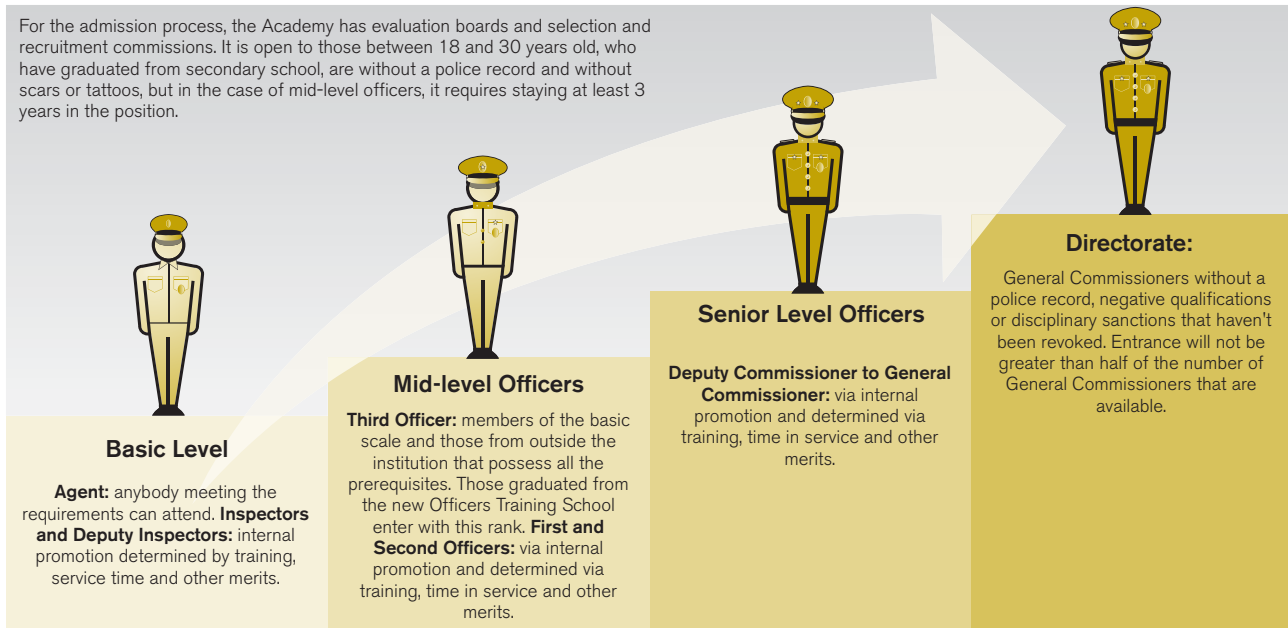 For the admission process, the Academy has evaluation boards and selection and
recruitment commissions. It is open to those between 18 and 30 years old, who
have graduated from secondary school, are without a police record and without
scars or tattoos, but in the case of mid-level officers, it requires staying at least 3
years in the position.
Basic Level
Agent: anybody meeting the
requirements can attend. Inspectors
and Deputy Inspectors: internal
promotion determined by training,
service time and other merits.
Mid-level Officers
Third Officer: members of the basic
scale and those from outside the
institution that possess all the
prerequisites. Those graduated from
the new Officers Training School
enter with this rank. First and
Second Officers: via internal
promotion and determined via
training, time in service and other
merits.
Senior Level Officers
Deputy Commissioner to General
Commissioner: via internal
promotion and determined via
training, time in service and other
merits.
Directorate:
General Commissioners without a
police record, negative qualifications
or disciplinary sanctions that haven't
been revoked. Entrance will not be
greater than half of the number of
General Commissioners that are
available.